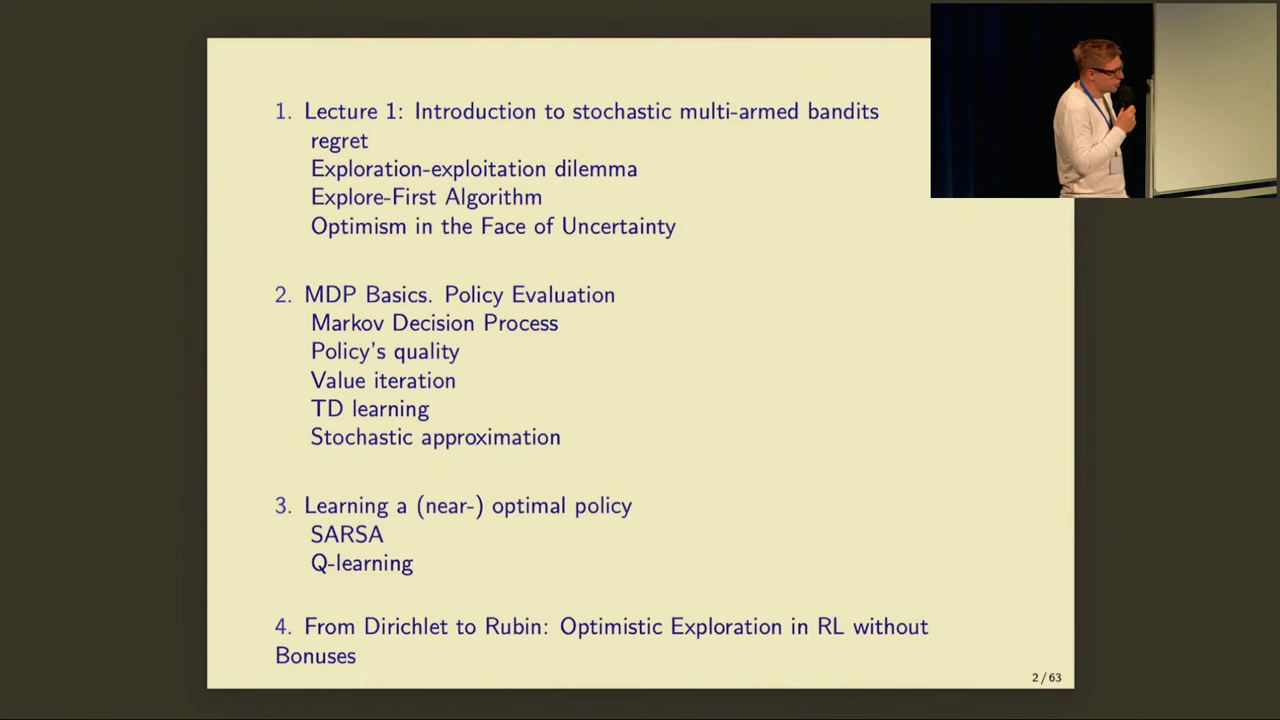 1. Lecture 1: Introduction to stochastic multi-armed bandits
regret
Exploration-exploitation dilemma
Explore-First Algorithm
Optimism in the Face of Uncertainty
2. MDP Basics. Policy Evaluation
Markov Decision Process
Policy's quality
Value iteration
TD learning
Stochastic approximation
3. Learning a (near-) optimal policy
SARSA
Q-learning
4. From Dirichlet to Rubin: Optimistic Exploration in RL without
Bonuses
2 / 63